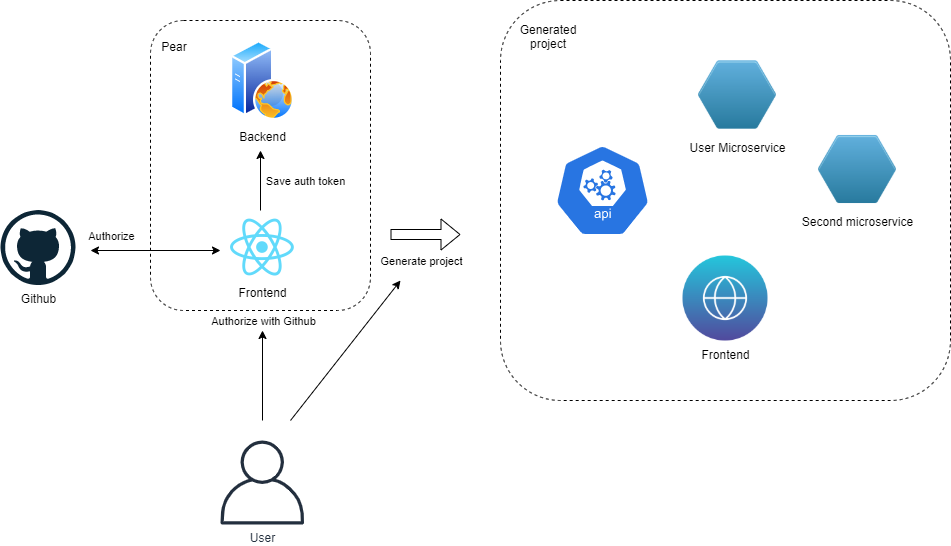 Pear
Generated
project
Backend
User Microservice
Save auth token
api
Second microservice
Authorize
Generate project
Github
Frontend
Authorize with Github
Frontend
User